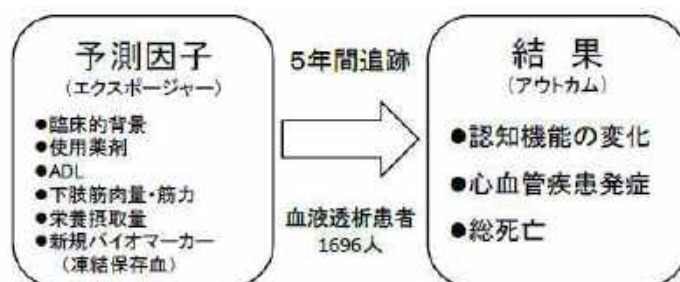 予測因子
(エクスポージャー)
●臨床的背景
●使用薬剤
●ADL
●下肢筋肉量・筋力
●栄養摂取量
●新規バイオマーカー
(凍結保存血)
5年間追跡
血液透析患者
1696人
結 果
(アウトカム)
●認知機能の変化
●心血管疾患発症
●総死亡